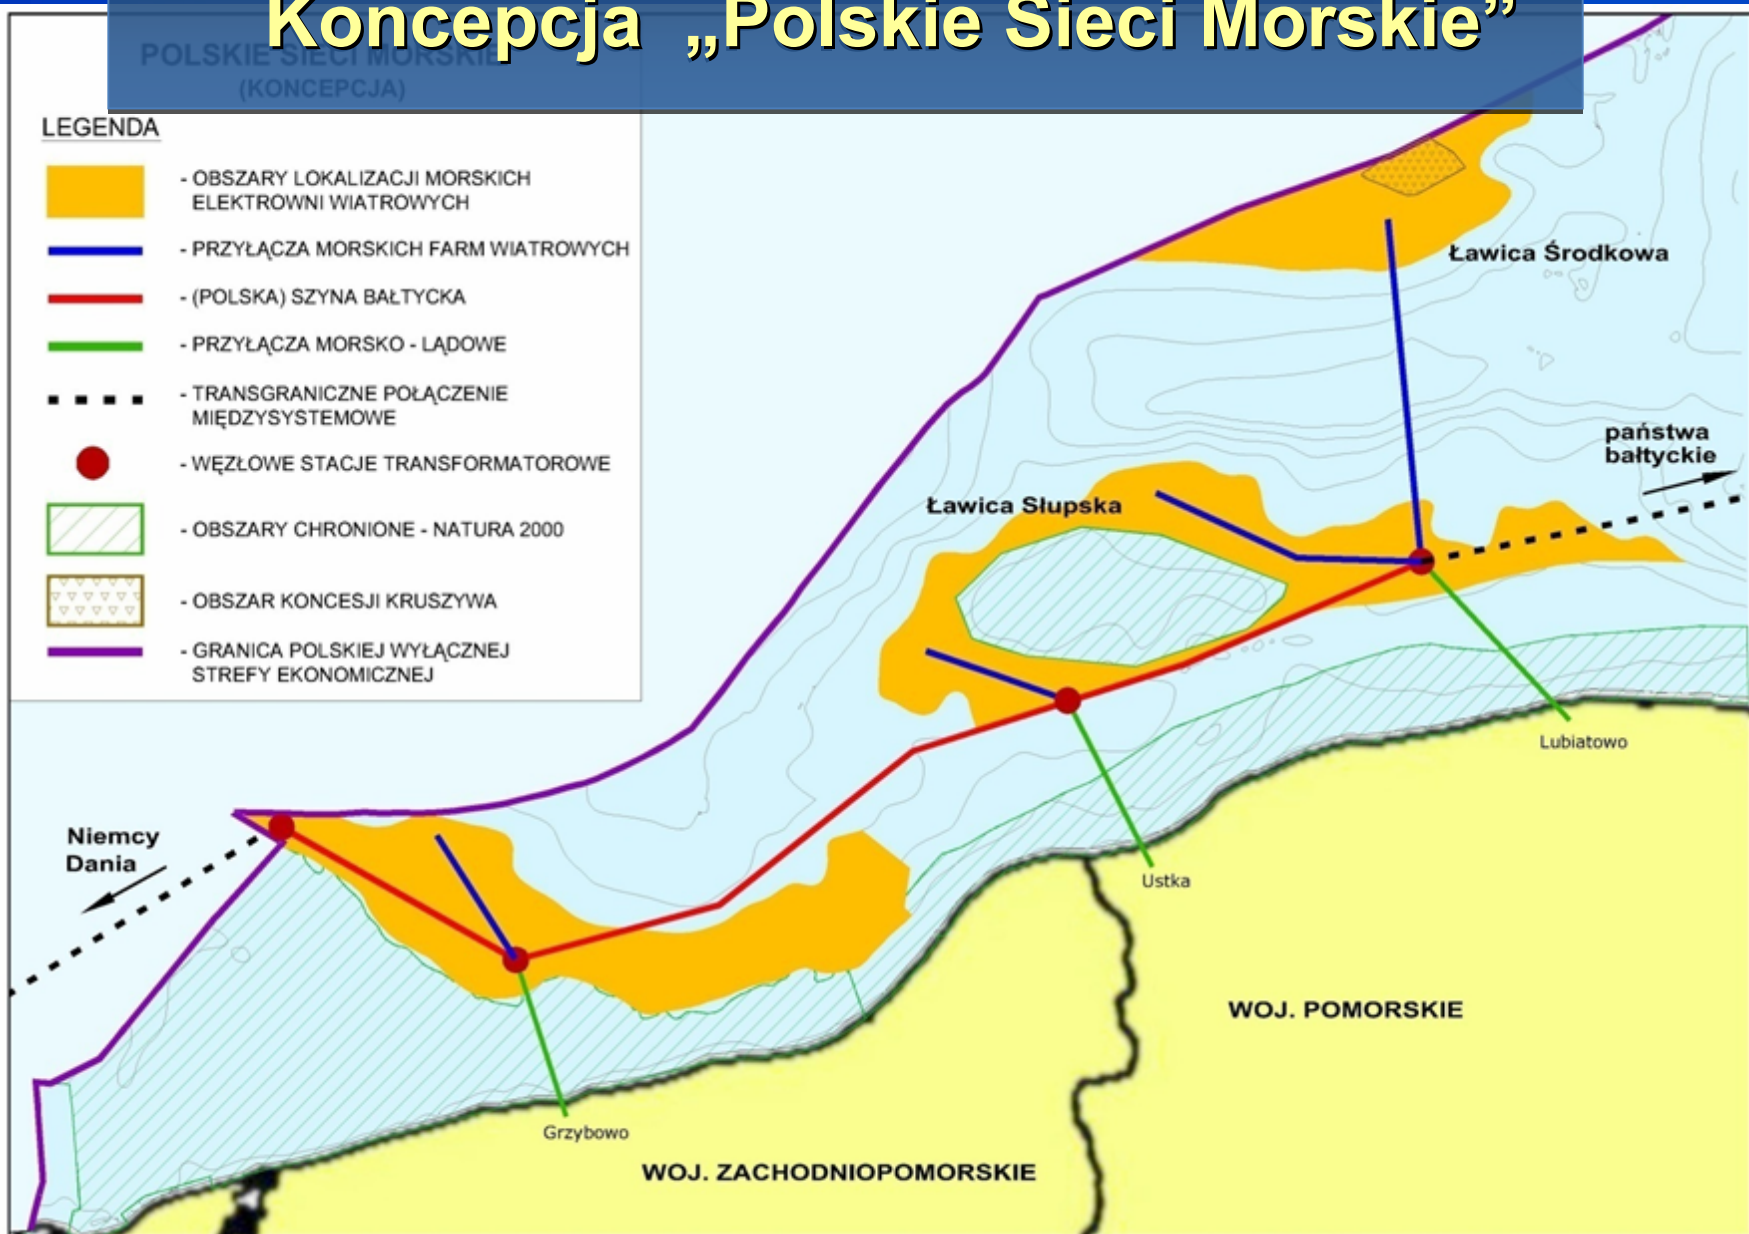 Koncepcja „Polskie Sieci Morskie”
POLSKIE SIECI MORSKIE
(KONCEPCJA)
LEGENDA
- OBSZARY LOKALIZACJI MORSKICH
ELEKTROWNI WIATROWYCH
- PRZYŁĄCZA MORSKICH FARM WIATROWYCH
- (POLSKA) SZYNA BAŁTYCKA
- PRZYŁĄCZA MORSKO - LĄDOWE
- TRANSGRANICZNE POŁĄCZENIE
MIĘDZYSYSTEMOWE
- WĘZŁOWE STACJE TRANSFORMATOROWE
- OBSZARY CHRONIONE - NATURA 2000
- OBSZAR KONCESJI KRUSZYWA
- GRANICA POLSKIEJ WYŁĄCZNEJ
STREFY EKONOMICZNEJ
Ławica Środkowa
państwa
bałtyckie
Ławica Słupska
Lubiatowo
Niemcy
Dania
Ustka
WOJ. POMORSKIE
Grzybowo
WOJ. ZACHODNIOPOMORSKIE